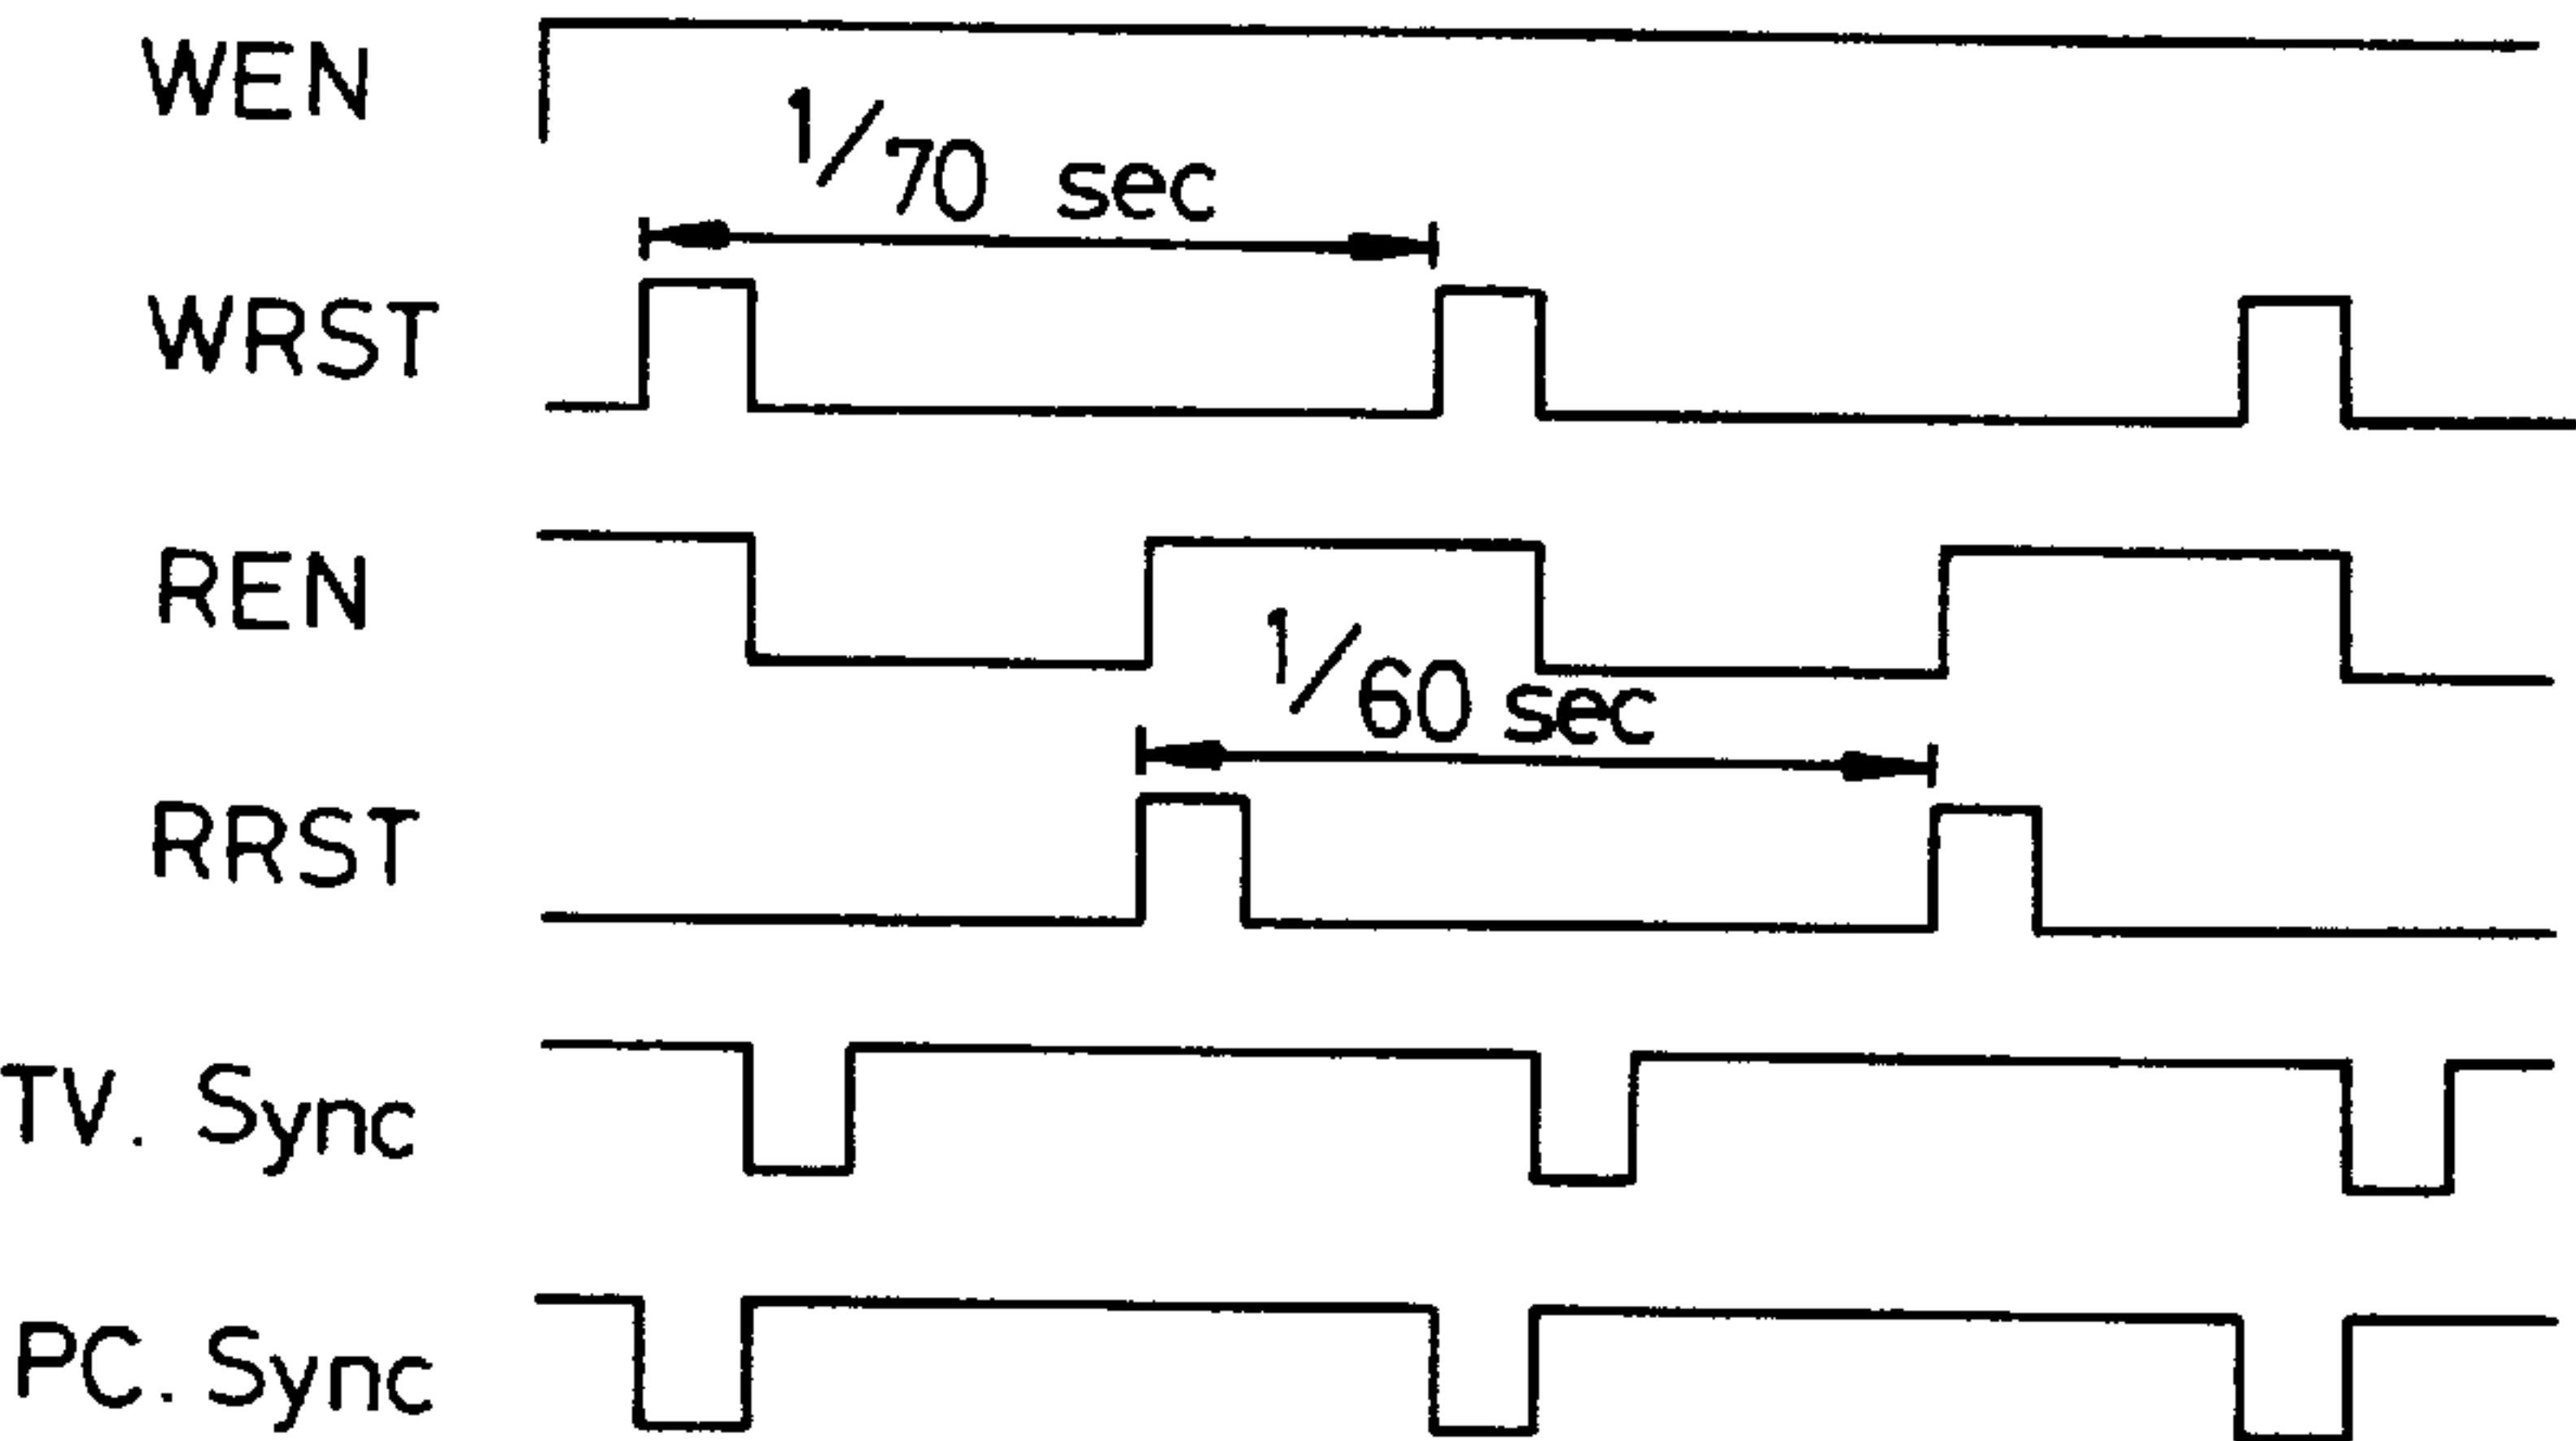 WEN
1/70 sec
WRST
REN
1/60 sec
RRST
TV. Sync
PC. Sync